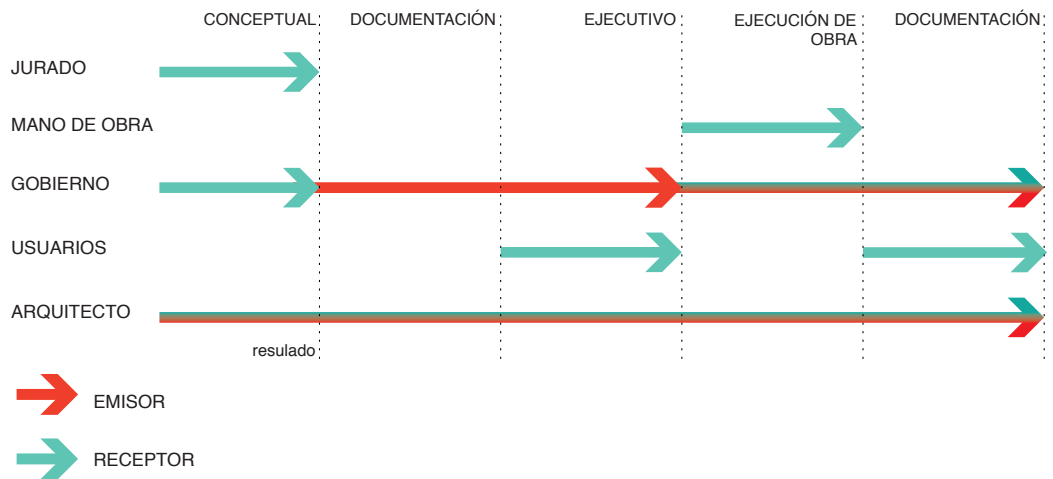 CONCEPTUAL
DOCUMENTACIÓN
EJECUTIVO
EJECUCIÓN DE
OBRA
DOCUMENTACIÓN
JURADO
MANO DE OBRA
GOBIERNO
USUARIOS
ARQUITECTO
resulado
EMISOR
RECEPTOR